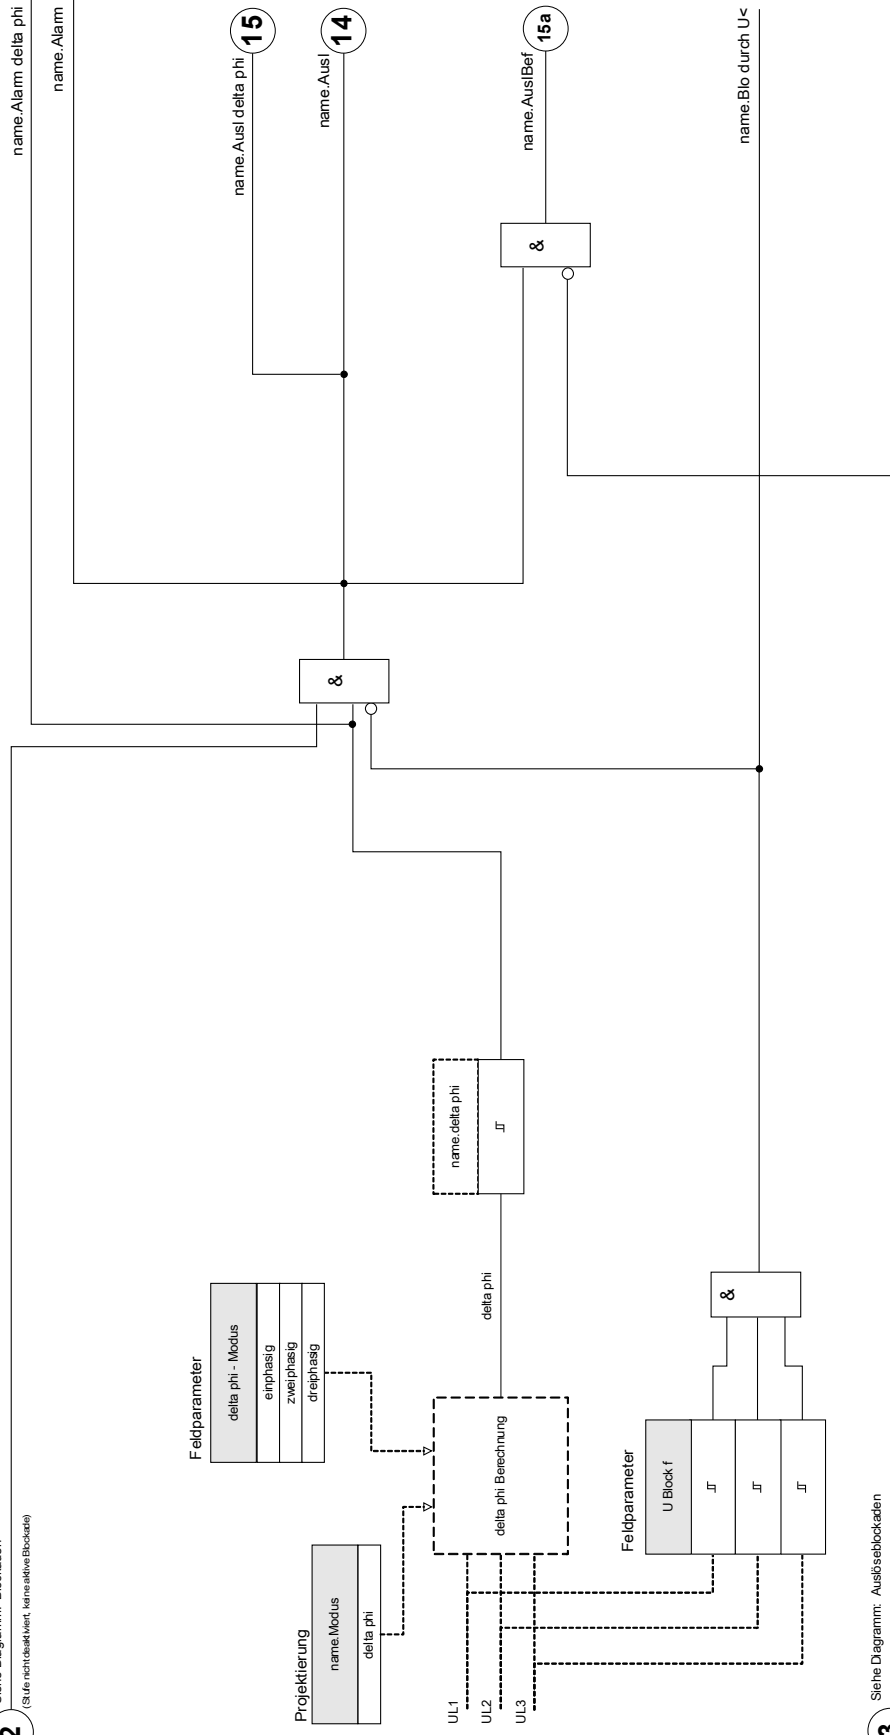 2
(Stufe nicht deaktiviert, keine aktive Blockade)
name.Alarm delta phi
name.Alarm
name.Ausl delta phi
15
name.Ausl
14
name.AuslBef
15a
name.Blo durch U<
&
&
&
Feldparameter
delta phi - Modus
einphasig
zweiphasig
dreiphasig
Projektierung
name.Modus
delta phi
delta phi Berechnung
delta phi
name.delta phi
UL1
UL2
UL3
Feldparameter
U Block f
3
Siehe Diagramm: Auslöseblockaden